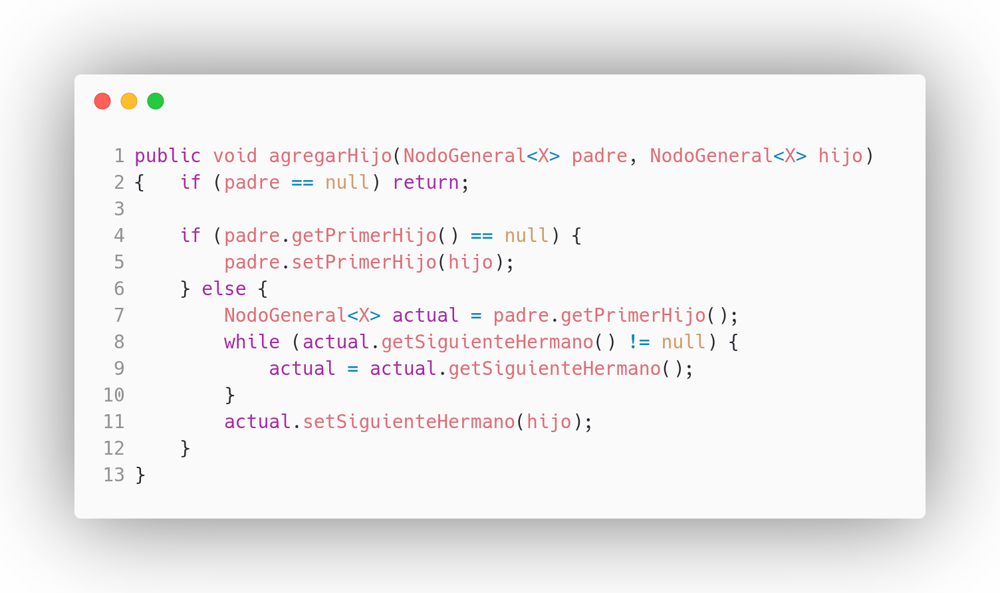 1 public void agregarHijo(NodoGeneral<X> padre, NodoGeneral<X> hijo)
2 {   if (padre == null) return;
3
4     if (padre.getPrimerHijo() == null) {
5         padre.setPrimerHijo(hijo);
6     } else {
7         NodoGeneral<X> actual = padre.getPrimerHijo();
8         while (actual.getSiguienteHermano() != null) {
9             actual = actual.getSiguienteHermano();
10         }
11         actual.setSiguienteHermano(hijo);
12     }
13 }